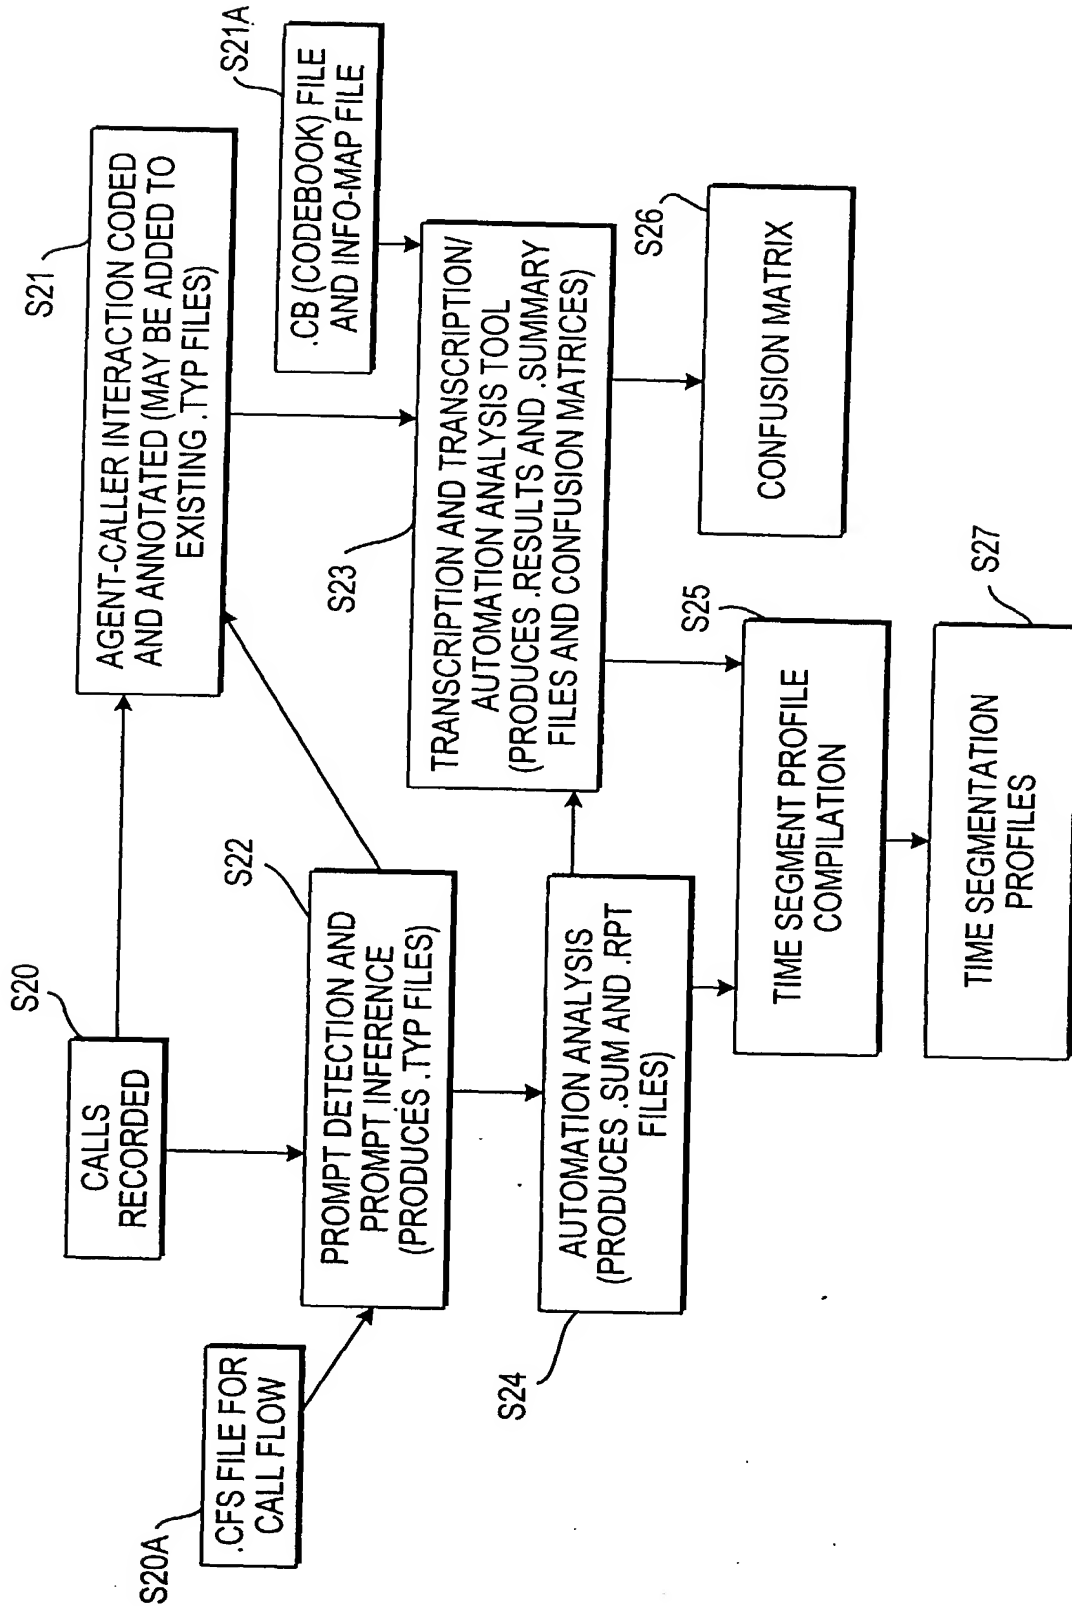 S20
CALLS
RECORDED
S21
AGENT-CALLER INTERACTION CODED
AND ANNOTATED (MAY BE ADDED TO
EXISTING .TYP FILES)
S21A
.CB (CODEBOOK) FILE
AND INFO-MAP FILE
S20A
.CFS FILE FOR
CALL FLOW
S22
PROMPT DETECTION AND
PROMPT INFERENCE
(PRODUCES .TYP FILES)
S23
TRANSCRIPTION AND TRANSCRIPTION/
AUTOMATION ANALYSIS TOOL
(PRODUCES .RESULTS AND .SUMMARY
FILES AND CONFUSION MATRICES)
S24
AUTOMATION ANALYSIS
(PRODUCES .SUM AND .RPT
FILES)
S25
TIME SEGMENT PROFILE
COMPILATION
S26
CONFUSION MATRIX
S27
TIME SEGMENTATION
PROFILES